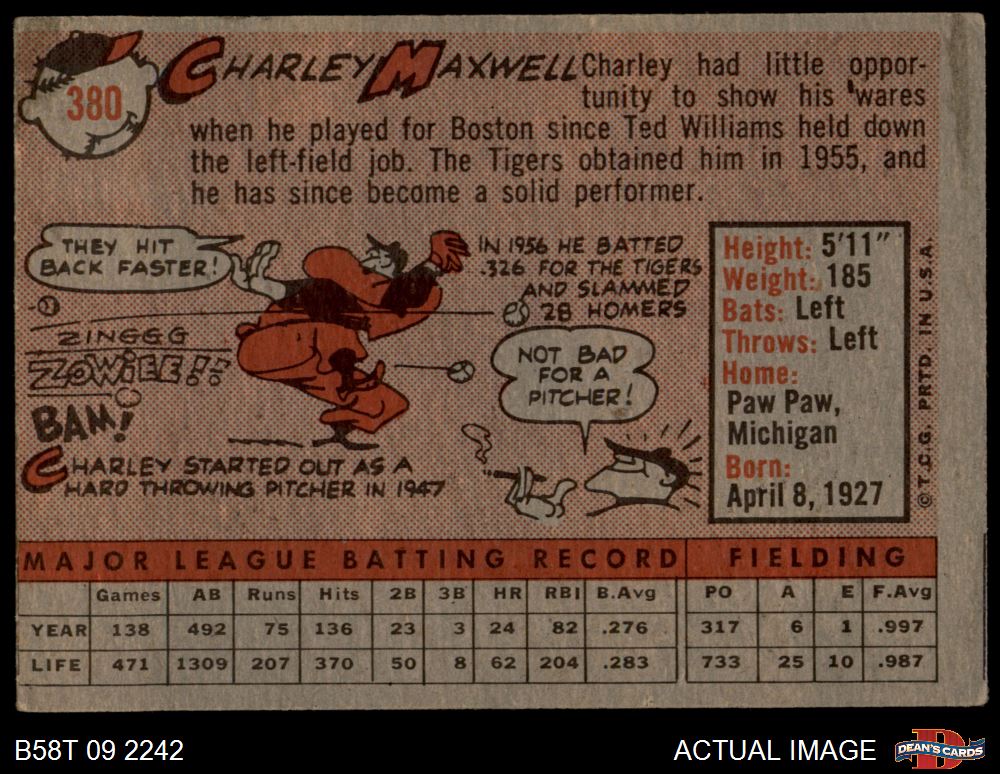 380
CHARLEY MAXWELL
Charley had little oppor-
tunity to show his wares
when he played for Boston since Ted Williams held down
the left-field job. The Tigers obtained him in 1955, and
he has since become a solid performer.
THEY HIT
BACK FASTER!
ZINGGG
ZOWIEE!!
BAM!
CHARLEY STARTED OUT AS A
HARD THROWING PITCHER IN 1947
IN 1956 HE BATTED
.326 FOR THE TIGERS
AND SLAMMED
28 HOMERS
NOT BAD
FOR A
PITCHER!
Height: 5'11"
Weight: 185
Bats: Left
Throws: Left
Home:
Paw Paw,
Michigan
Born:
April 8, 1927
© T.C.G. PRTD. IN U.S.A.
MAJOR LEAGUE BATTING RECORD FIELDING
Games AB Runs Hits 2B 3B HR RBI B.Avg PO A E F.Avg
YEAR 138 492 75 136 23 3 24 82 .276 317 6 1 .997
LIFE 471 1309 207 370 50 8 62 204 .283 733 25 10 .987
B58T 09 2242 ACTUAL IMAGE DEAN'S CARDS